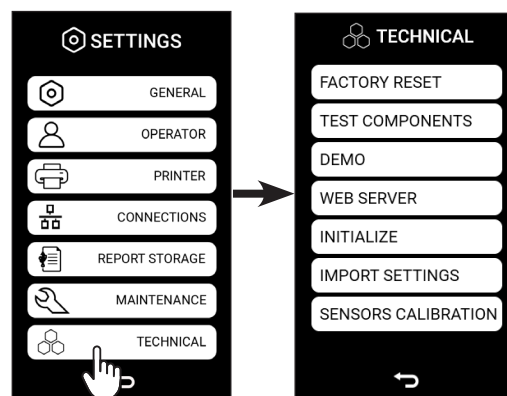 SETTINGS
GENERAL
OPERATOR
PRINTER
CONNECTIONS
REPORT STORAGE
MAINTENANCE
TECHNICAL
TECHNICAL
FACTORY RESET
TEST COMPONENTS
DEMO
WEB SERVER
INITIALIZE
IMPORT SETTINGS
SENSORS CALIBRATION